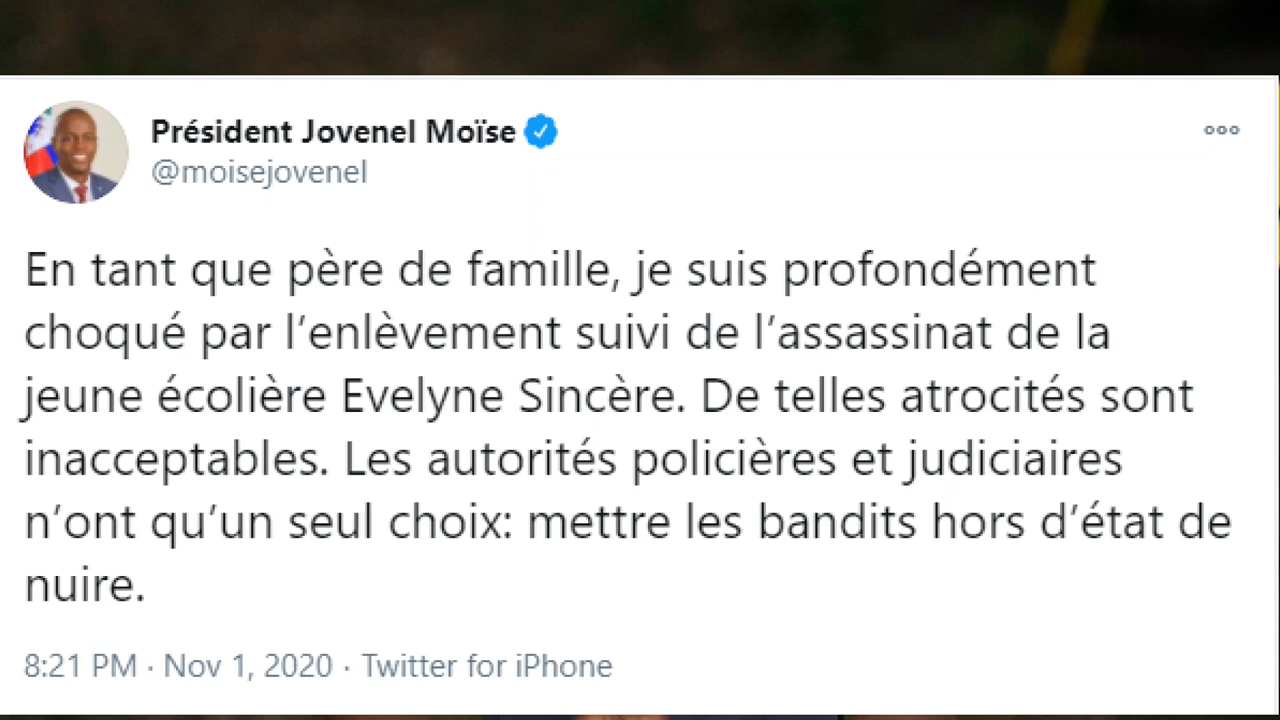 Président Jovenel Moïse
@moisejovenel
En tant que père de famille, je suis profondément
choqué par l’enlèvement suivi de l’assassinat de la
jeune écolière Evelyne Sincère. De telles atrocités sont
inacceptables. Les autorités policières et judiciaires
n’ont qu’un seul choix: mettre les bandits hors d’état de
nuire.
8:21 PM · Nov 1, 2020 · Twitter for iPhone